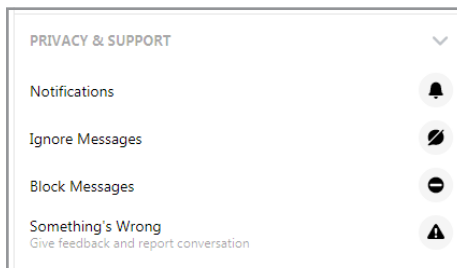 PRIVACY & SUPPORT
Notifications
Ignore Messages
Block Messages
Something's Wrong
Give feedback and report conversation